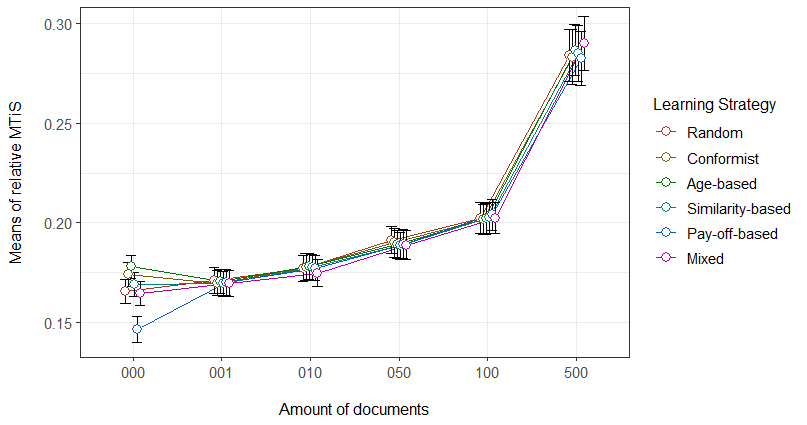 Means of relative MTiS
0.30
0.25
0.20
0.15
000 001 010 050 100 500
Amount of documents
Learning Strategy
Random
Conformist
Age-based
Similarity-based
Pay-off-based
Mixed